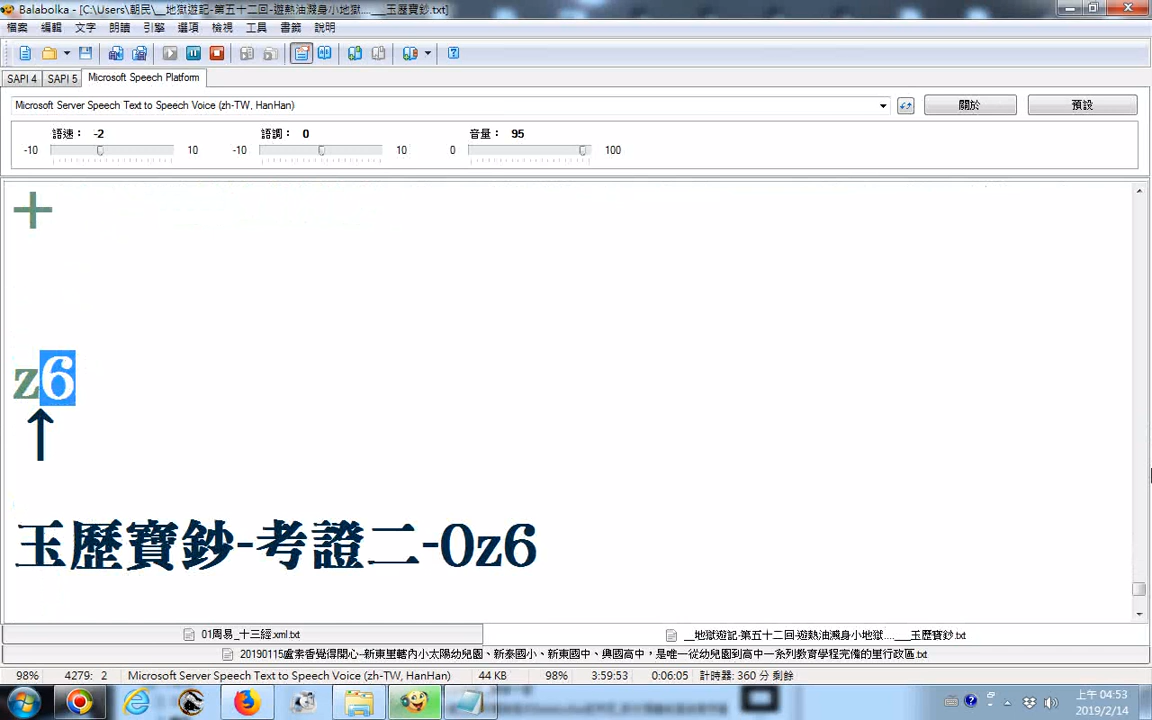 Balabolka - [C:\Users\朝民\__地獄遊記-第五十二回-遊熱油濺身小地獄....___玉歷寶鈔.txt]
檔案 編輯 文字 朗讀 引擎 選項 檢視 工具 書籤 說明
SAPI 4 SAPI 5 Microsoft Speech Platform
Microsoft Server Speech Text to Speech Voice (zh-TW, HanHan) 關於 預設
語速： -2 語調： 0 音量： 95
-10 10 -10 10 0 100
+
z6
↑
玉歷寶鈔-考證二-0z6
01周易_十三經.xml.txt __地獄遊記-第五十二回-遊熱油濺身小地獄....___玉歷寶鈔.txt
20190115盧素香覺得開心-新東里轄內小太陽幼兒園、新泰國小、新東國中、興國高中，是唯一從幼兒園到高中一系列教育學程完備的里行政區.txt
98% 4279: 2 Microsoft Server Speech Text to Speech Voice (zh-TW, HanHan) 44 KB 98% 3:59:53 0:06:05 計時器: 360 分 剩餘
上午 04:53
2019/2/14